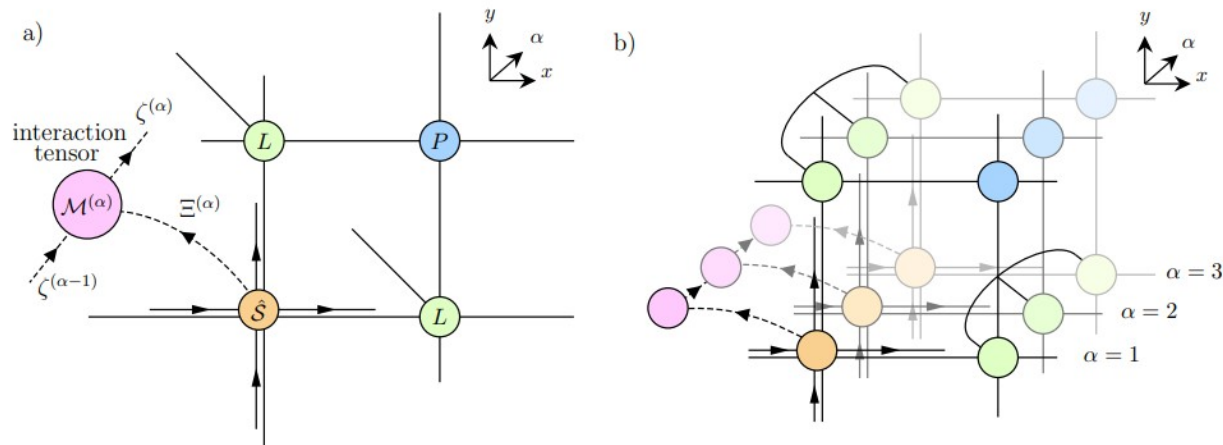 a)
y
α
x
ζ^(α)
interaction
tensor
L
P
M^(α)
Ξ^(α)
ζ^(α−1)
Ŝ
L
b)
y
α
x
α = 3
α = 2
α = 1